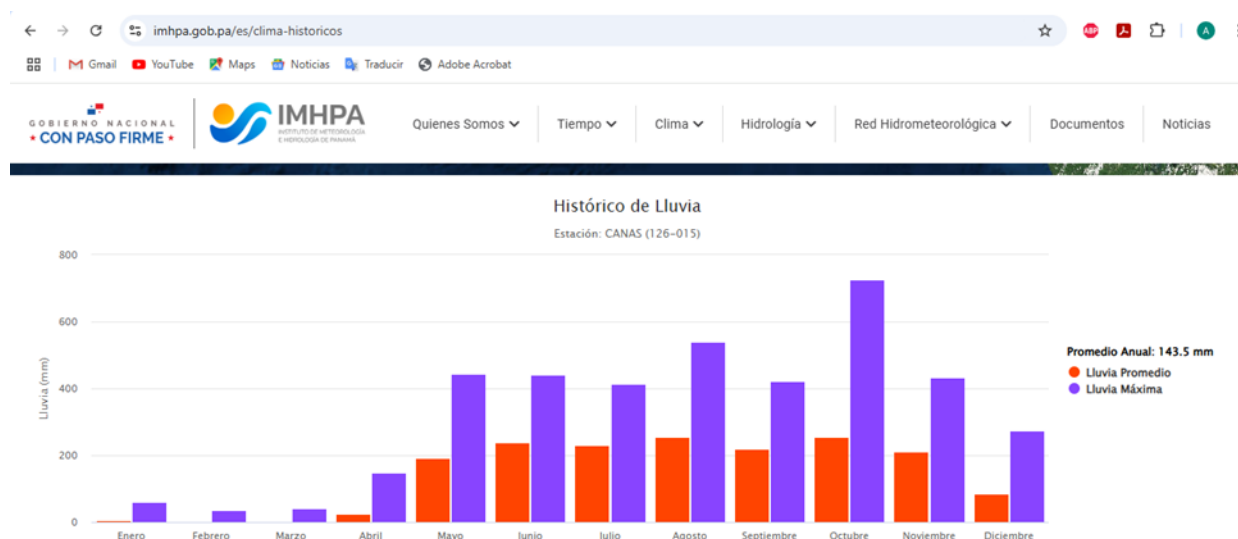 imhpa.gob.pa/es/clima-historicos
ABP
A
Gmail YouTube Maps Noticias Traducir Adobe Acrobat
GOBIERNO NACIONAL
CON PASO FIRME
IMHPA
INSTITUTO DE METEOROLOGÍA
E HIDROLOGÍA DE PANAMÁ
Quienes Somos Tiempo Clima Hidrología Red Hidrometeorológica Documentos Noticias
Histórico de Lluvia
Estación: CANAS (126-015)
800
600
400
200
0
Lluvia (mm)
Promedio Anual: 143.5 mm
Lluvia Promedio
Lluvia Máxima
Enero Febrero Marzo Abril Mayo Junio Julio Agosto Septiembre Octubre Noviembre Diciembre